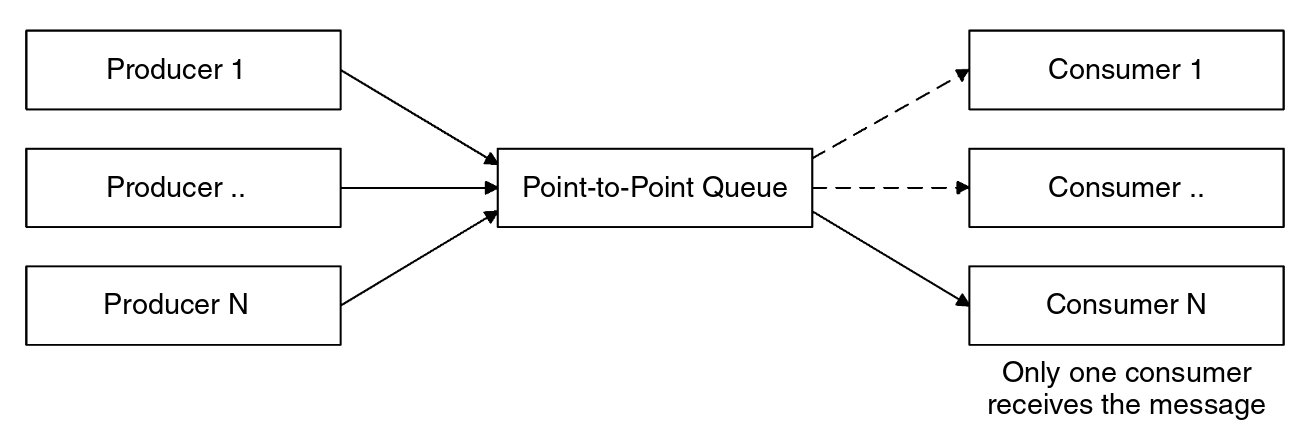 Producer 1
Consumer 1
Producer ..
Point-to-Point Queue
Consumer ..
Producer N
Consumer N
Only one consumer
receives the message